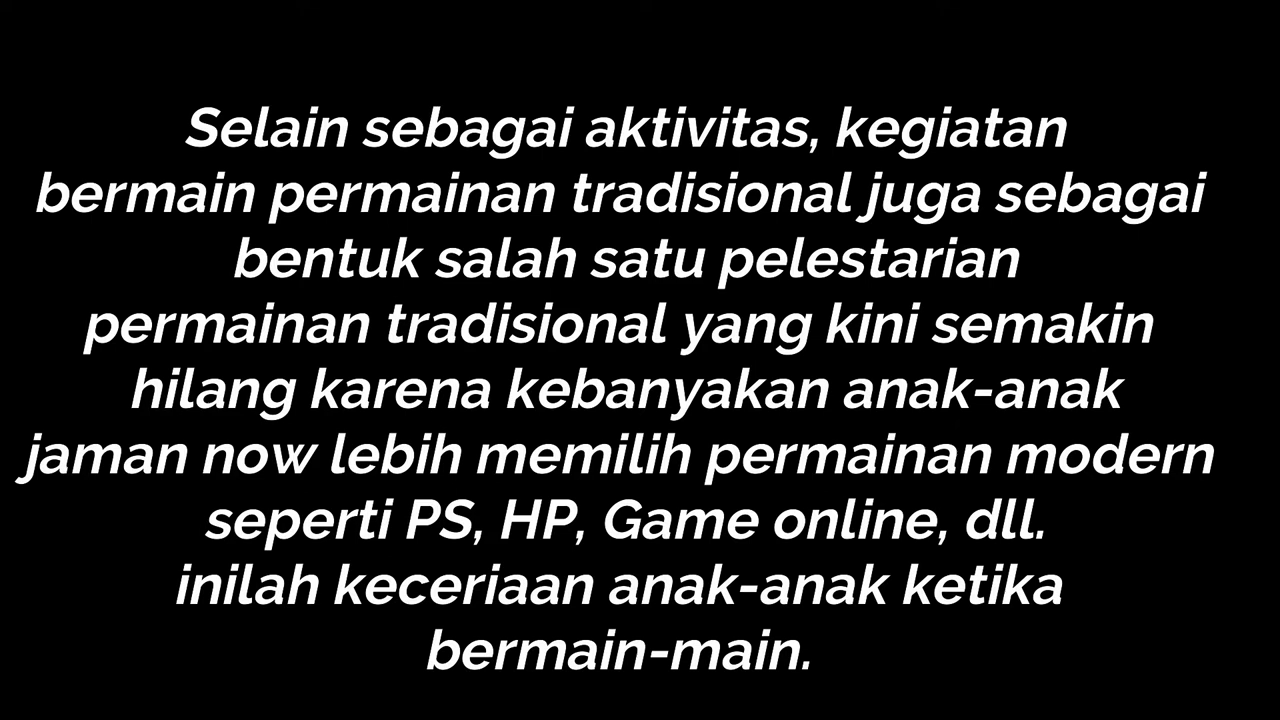 Selain sebagai aktivitas, kegiatan
bermain permainan tradisional juga sebagai
bentuk salah satu pelestarian
permainan tradisional yang kini semakin
hilang karena kebanyakan anak-anak
jaman now lebih memilih permainan modern
seperti PS, HP, Game online, dll.
inilah keceriaan anak-anak ketika
bermain-main.